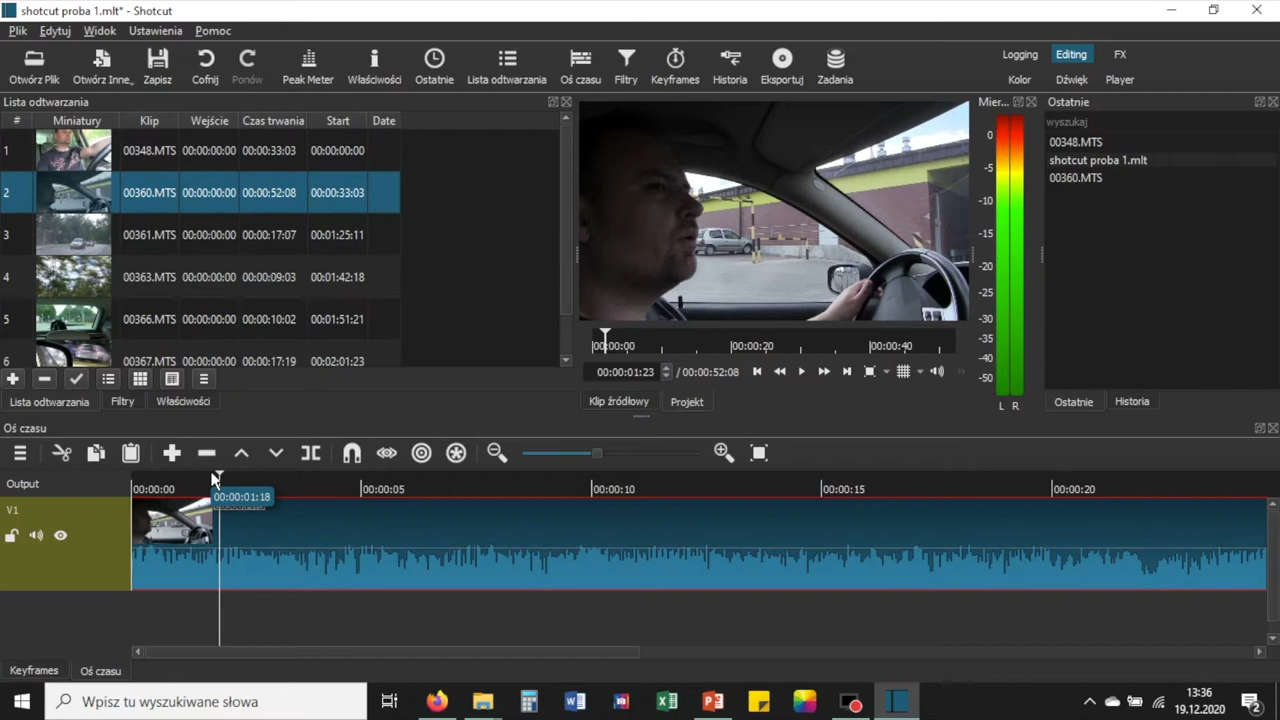 shotcut proba 1.mlt* - Shotcut
Plik Edytuj Widok Ustawienia Pomoc
Otwórz Plik Otwórz Inne... Zapisz Cofnij Ponów Peak Meter Właściwości Ostatnie Lista odtwarzania Oś czasu Filtry Keyframes Historia Eksportuj Zadania
Logging Editing FX
Kolor Dźwięk Player
Lista odtwarzania
# Miniatury Klip Wejście Czas trwania Start Date
1 00348.MTS 00:00:00:00 00:00:33:03 00:00:00:00
2 00360.MTS 00:00:00:00 00:00:52:08 00:00:33:03
3 00361.MTS 00:00:00:00 00:00:17:07 00:01:25:11
4 00363.MTS 00:00:00:00 00:00:09:03 00:01:42:18
5 00366.MTS 00:00:00:00 00:00:10:02 00:01:51:21
6 00367.MTS 00:00:00:00 00:00:17:19 00:02:01:23
Lista odtwarzania Filtry Właściwości
00:00:00 00:00:20 00:00:40
00:00:01:23 / 00:00:52:08
Klip źródłowy Projekt
Mier...
0
-5
-10
-15
-20
-25
-30
-35
-40
-50
L R
Ostatnie
wyszukaj
00348.MTS
shotcut proba 1.mlt
00360.MTS
Ostatnie Historia
Oś czasu
Output
00:00:00 00:00:05 00:00:10 00:00:15 00:00:20
00:00:01:18
V1
Keyframes Oś czasu
Wpisz tu wyszukiwane słowa
13:36
19.12.2020
2